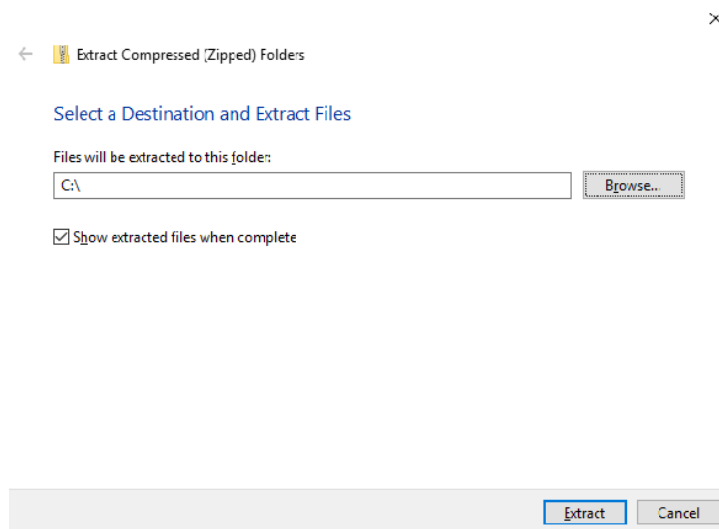 Extract Compressed (Zipped) Folders
Select a Destination and Extract Files
Files will be extracted to this folder:
C:\
Browse...
Show extracted files when complete
Extract
Cancel